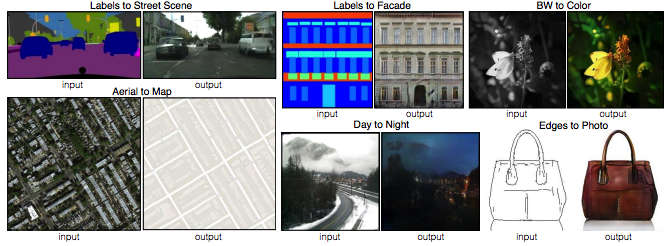 Labels to Street Scene
input
output
Labels to Facade
input
output
BW to Color
input
output
Aerial to Map
input
output
Day to Night
input
output
Edges to Photo
input
output